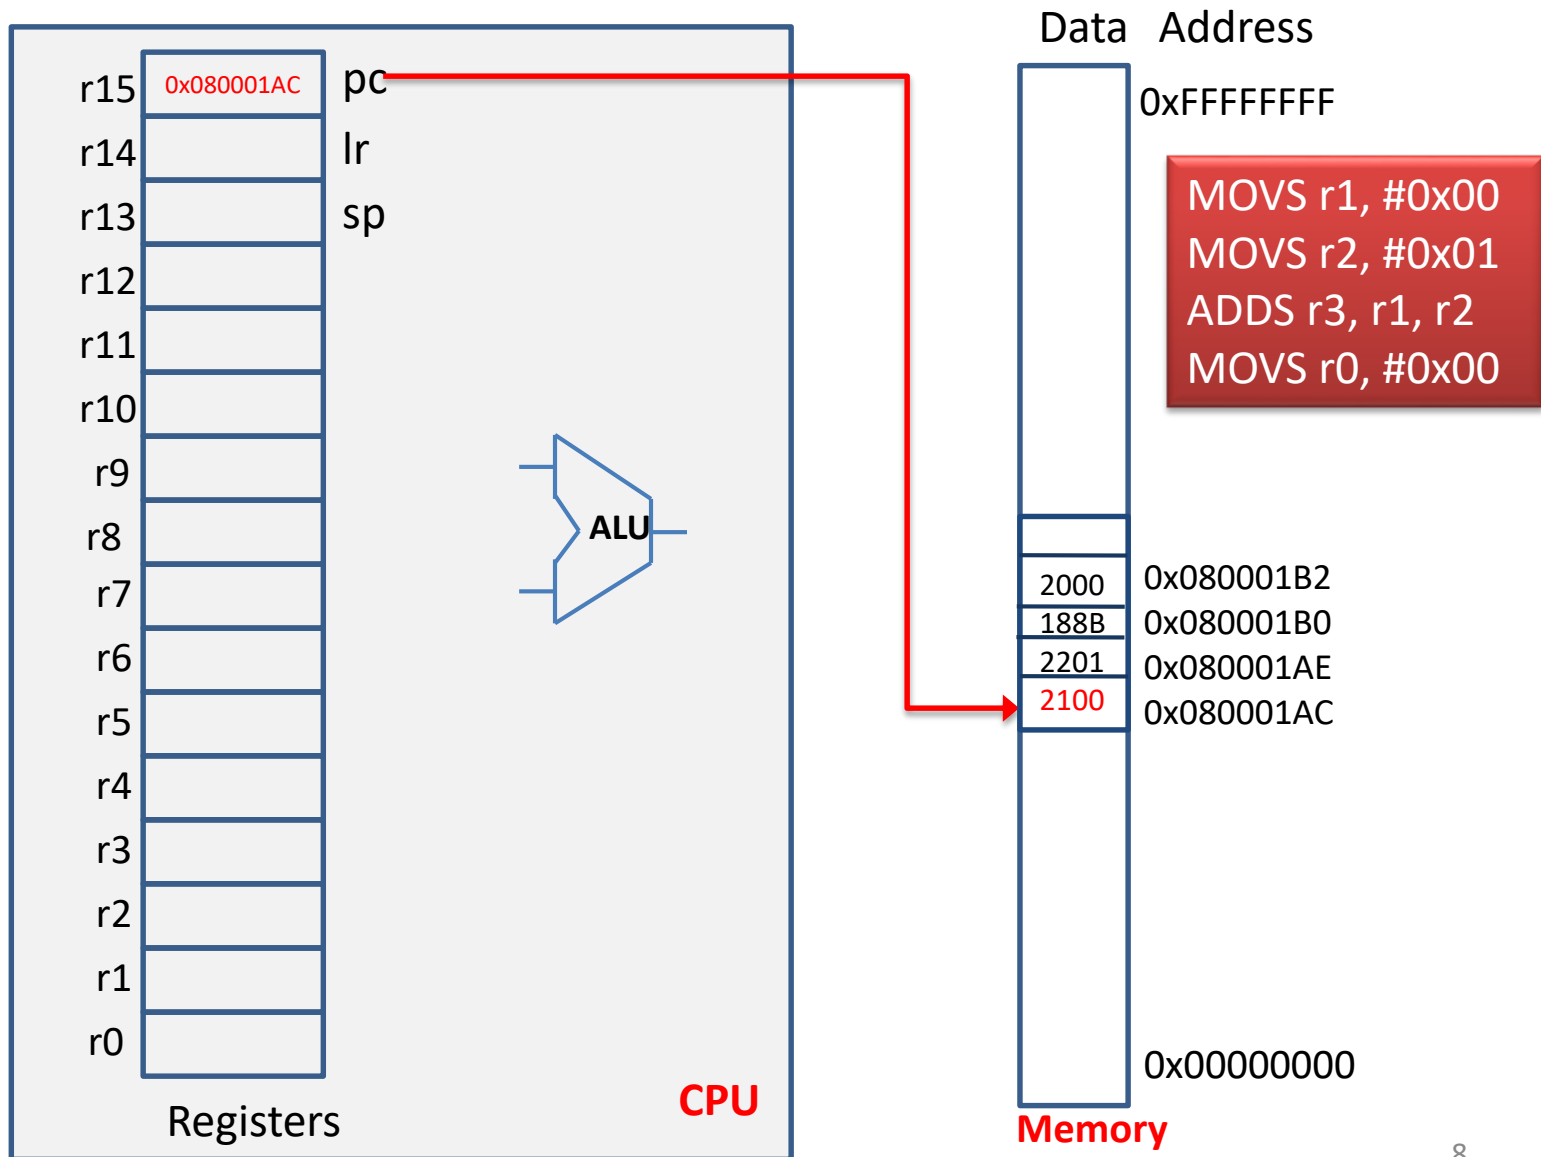 Data Address
r15 0x080001AC pc
0xFFFFFFFF
r14 lr
r13 sp
MOVS r1, #0x00
MOVS r2, #0x01
ADDS r3, r1, r2
MOVS r0, #0x00
r12
r11
r10
r9
r8
ALU
r7
2000 0x080001B2
188B 0x080001B0
r6
2201 0x080001AE
r5
2100 0x080001AC
r4
r3
r2
r1
r0
0x00000000
Registers
CPU
Memory
8